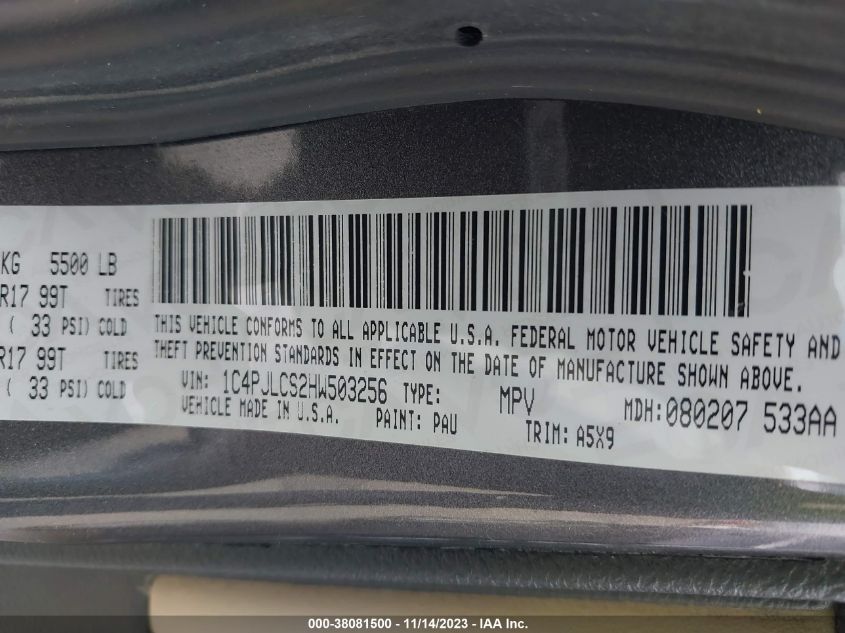 KG 5500 LB
R17 99T TIRES
( 33 PSI) COLD
R17 99T TIRES
( 33 PSI) COLD
THIS VEHICLE CONFORMS TO ALL APPLICABLE U.S.A. FEDERAL MOTOR VEHICLE SAFETY AND
THEFT PREVENTION STANDARDS IN EFFECT ON THE DATE OF MANUFACTURE SHOWN ABOVE.
VIN: 1C4PJLCS2HW503256 TYPE: MPV MDH:080207 533AA
VEHICLE MADE IN U.S.A. PAINT: PAU TRIM: A5X9
000-38081500 - 11/14/2023 - IAA Inc.